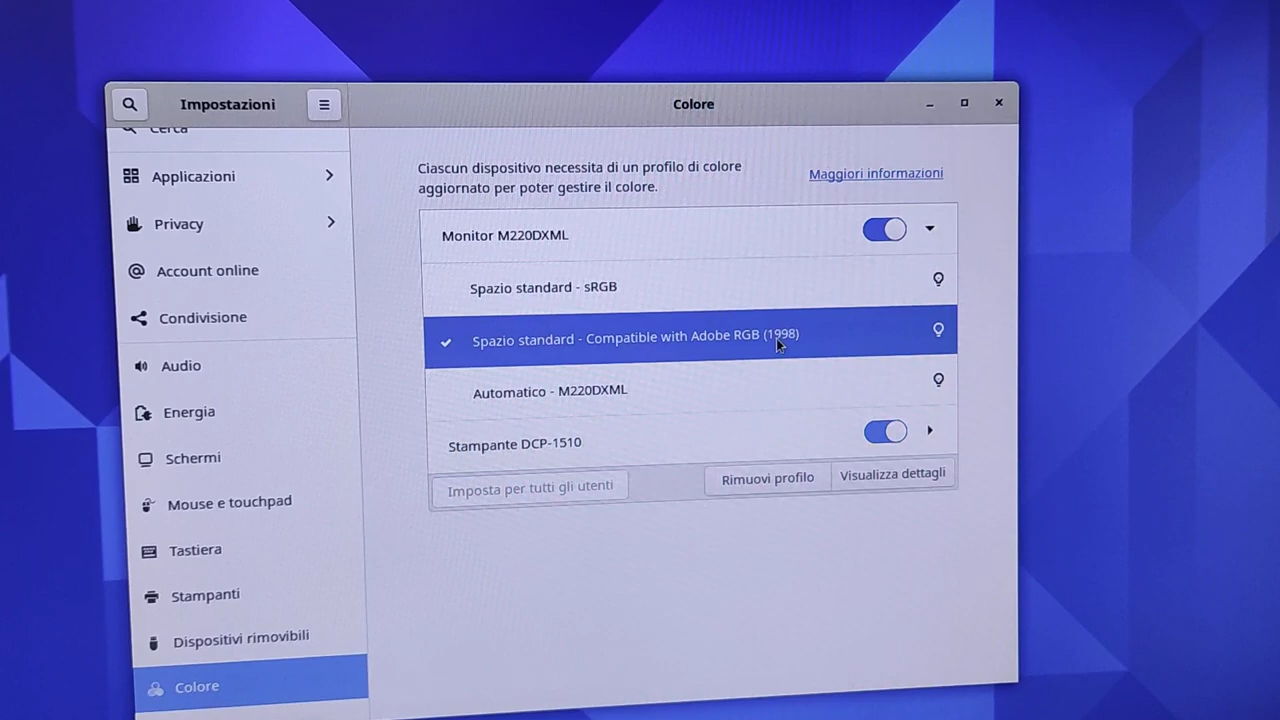 Impostazioni
Colore
Cerca
Applicazioni
Privacy
Account online
Condivisione
Audio
Energia
Schermi
Mouse e touchpad
Tastiera
Stampanti
Dispositivi rimovibili
Colore
Ciascun dispositivo necessita di un profilo di colore
aggiornato per poter gestire il colore.
Maggiori informazioni
Monitor M220DXML
Spazio standard - sRGB
Spazio standard - Compatible with Adobe RGB (1998)
Automatico - M220DXML
Stampante DCP-1510
Imposta per tutti gli utenti
Rimuovi profilo
Visualizza dettagli